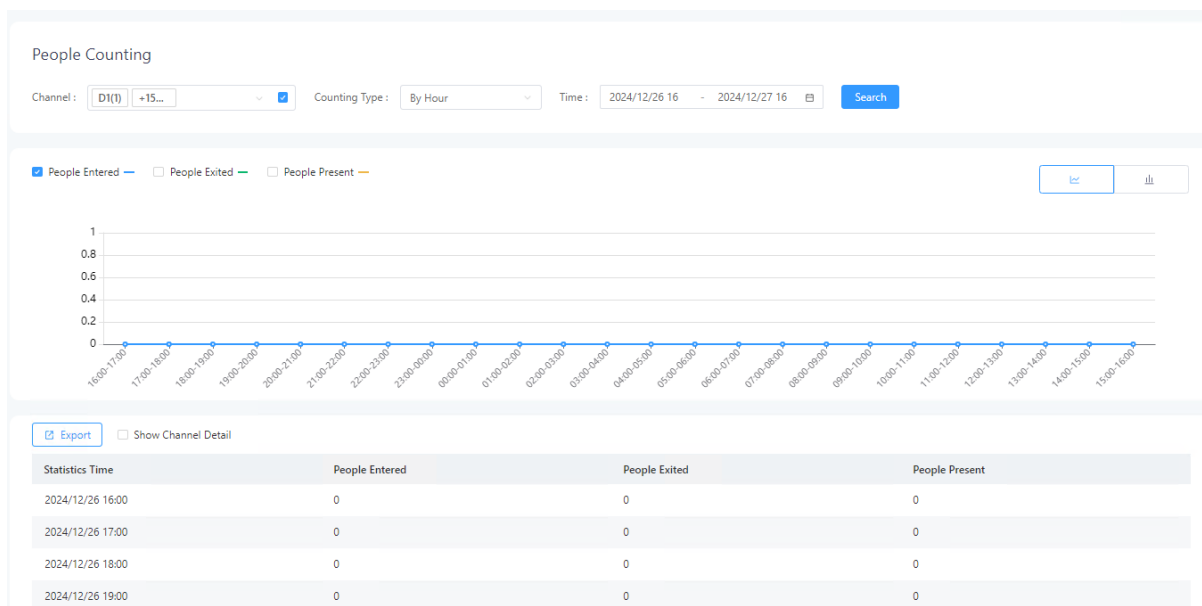 People Counting
Channel : D1(1) +15... Counting Type : By Hour Time : 2024/12/26 16 - 2024/12/27 16 Search
People Entered People Exited People Present
1
0.8
0.6
0.4
0.2
0
16:00-17:00 17:00-18:00 18:00-19:00 19:00-20:00 20:00-21:00 21:00-22:00 22:00-23:00 23:00-00:00 00:00-01:00 01:00-02:00 02:00-03:00 03:00-04:00 04:00-05:00 05:00-06:00 06:00-07:00 07:00-08:00 08:00-09:00 09:00-10:00 10:00-11:00 11:00-12:00 12:00-13:00 13:00-14:00 14:00-15:00 15:00-16:00
Export Show Channel Detail
Statistics Time People Entered People Exited People Present
2024/12/26 16:00 0 0 0
2024/12/26 17:00 0 0 0
2024/12/26 18:00 0 0 0
2024/12/26 19:00 0 0 0